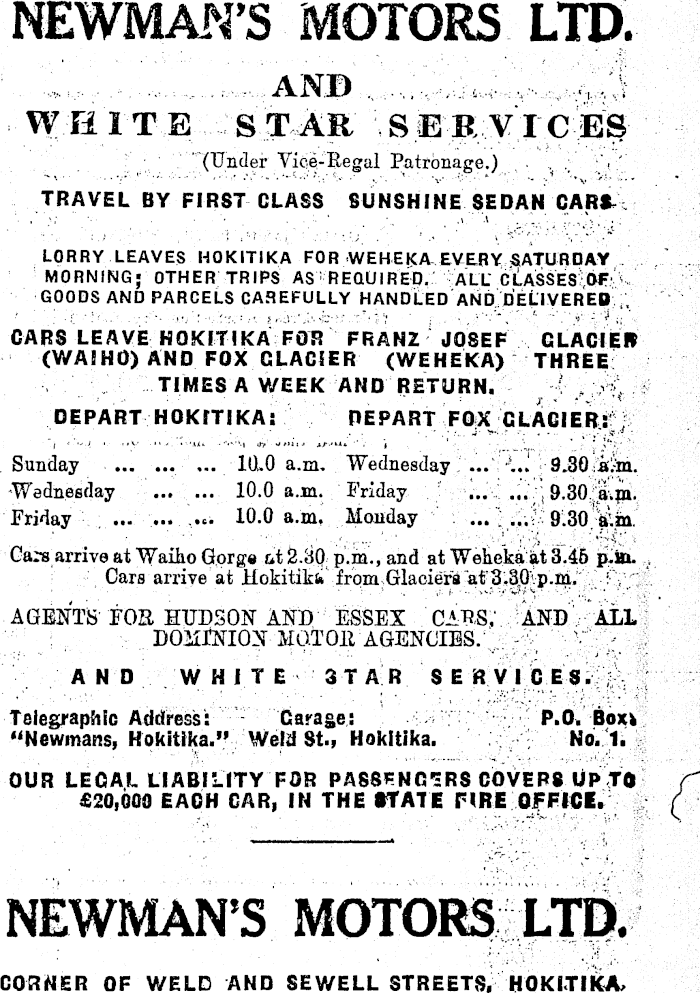 NEWMAN'S MOTORS LTD.
AND
WHITE STAR SERVICES
(Under Vice-Regal Patronage.)
TRAVEL BY FIRST CLASS SUNSHINE SEDAN CARS
LORRY LEAVES HOKITIKA FOR WEHEKA EVERY SATURDAY
MORNING; OTHER TRIPS AS REQUIRED. ALL CLASSES OF
GOODS AND PARCELS CAREFULLY HANDLED AND DELIVERED
CARS LEAVE HOKITIKA FOR FRANZ JOSEF GLACIER
(WAIHO) AND FOX GLACIER (WEHEKA) THREE
TIMES A WEEK AND RETURN.
DEPART HOKITIKA: DEPART FOX GLACIER:
Sunday ... ... ... 10.0 a.m. Wednesday ... ... 9.30 a.m.
Wednesday ... ... 10.0 a.m. Friday ... ... 9.30 a.m.
Friday ... ... ... 10.0 a.m. Monday ... ... 9.30 a.m.
Cars arrive at Waiho Gorge at 2.30 p.m., and at Weheka at 3.45 p.m.
Cars arrive at Hokitika from Glaciers at 3.30 p.m.
AGENTS FOR HUDSON AND ESSEX CARS, AND ALL
DOMINION MOTOR AGENCIES.
AND WHITE STAR SERVICES.
Telegraphic Address: Garage: P.O. Box
"Newmans, Hokitika." Weld St., Hokitika. No. 1.
OUR LEGAL LIABILITY FOR PASSENGERS COVERS UP TO
£20,000 EACH CAR, IN THE STATE FIRE OFFICE.
NEWMAN'S MOTORS LTD.
CORNER OF WELD AND SEWELL STREETS, HOKITIKA.